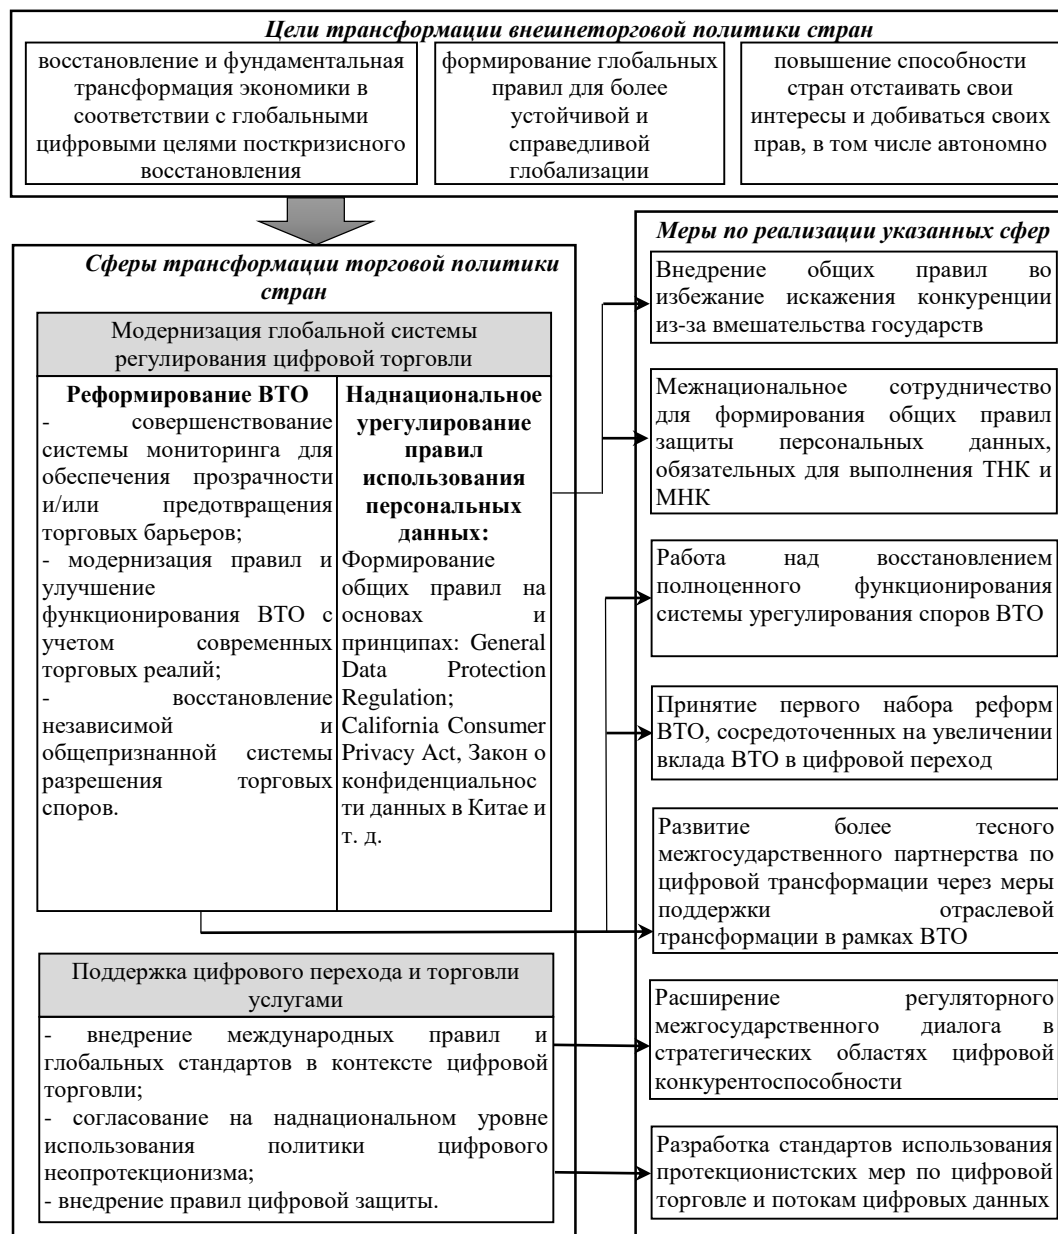 Цели трансформации внешнеторговой политики стран
восстановление и фундаментальная
трансформация экономики в
соответствии с глобальными
цифровыми целями посткризисного
восстановления
формирование глобальных
правил для более
устойчивой и
справедливой
глобализации
повышение способности
стран отстаивать свои
интересы и добиваться своих
прав, в том числе автономно
Сферы трансформации торговой политики
стран
Модернизация глобальной системы
регулирования цифровой торговли
Реформирование ВТО
- совершенствование
системы мониторинга для
обеспечения прозрачности
и/или предотвращения
торговых барьеров;
- модернизация правил и
улучшение
функционирования ВТО с
учетом современных
торговых реалий;
- восстановление
независимой и
общепризнанной системы
разрешения торговых
споров.
Наднациональное
урегулирование
правил
использования
персональных
данных:
Формирование
общих правил на
основах и
принципах: General
Data Protection
Regulation;
California Consumer
Privacy Act, Закон о
конфиденциальнос
ти данных в Китае и
т. д.
Поддержка цифрового перехода и торговли
услугами
- внедрение международных правил и
глобальных стандартов в контексте цифровой
торговли;
- согласование на наднациональном уровне
использования политики цифрового
неопротекционизма;
- внедрение правил цифровой защиты.
Меры по реализации указанных сфер
Внедрение общих правил во
избежание искажения конкуренции
из-за вмешательства государств
Межнациональное сотрудничество
для формирования общих правил
защиты персональных данных,
обязательных для выполнения ТНК и
МНК
Работа над восстановлением
полноценного функционирования
системы урегулирования споров ВТО
Принятие первого набора реформ
ВТО, сосредоточенных на увеличении
вклада ВТО в цифровой переход
Развитие более тесного
межгосударственного партнерства по
цифровой трансформации через меры
поддержки отраслевой
трансформации в рамках ВТО
Расширение регуляторного
межгосударственного диалога в
стратегических областях цифровой
конкурентоспособности
Разработка стандартов использования
протекционистских мер по цифровой
торговле и потокам цифровых данных